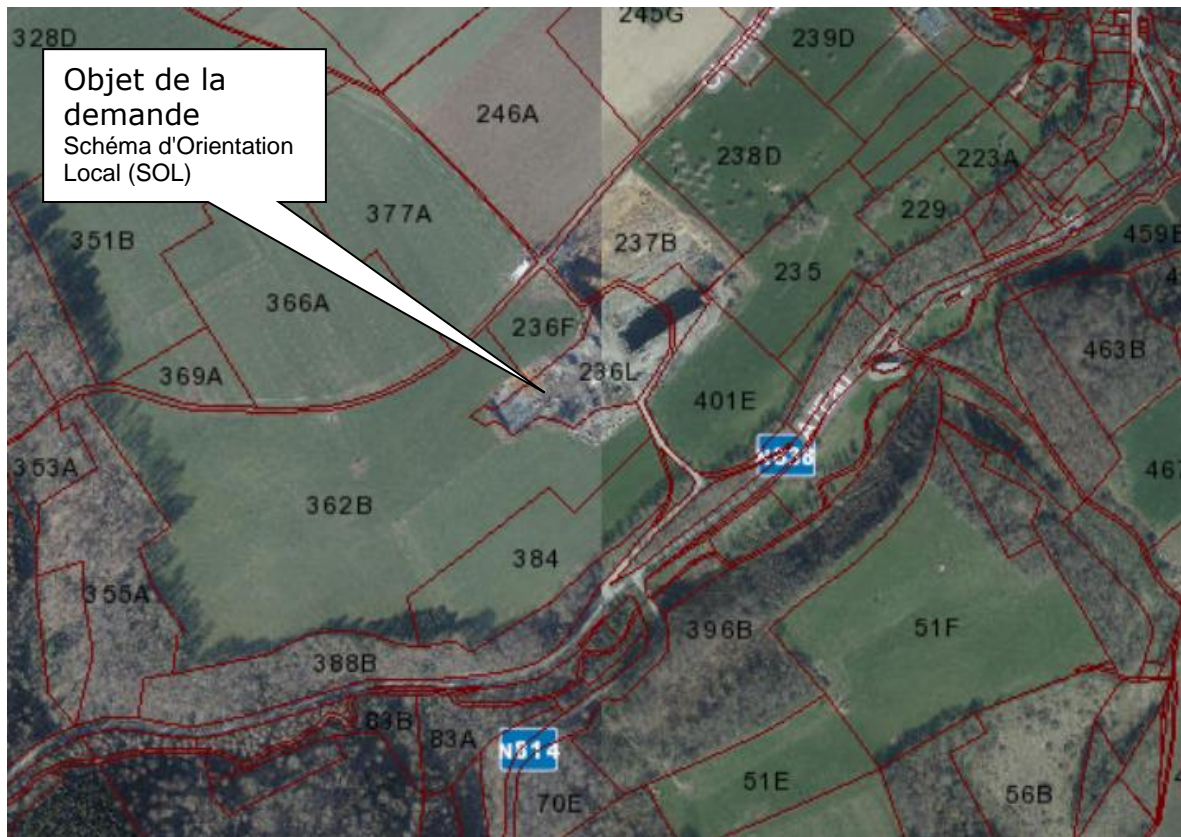 245G
328D
239D
Objet de la
demande
Schéma d'Orientation
Local (SOL)
246A
238D
223A
377A
229
351B
237B
459E
235
366A
236F
463B
369A
236L
401E
353A
467
362B
384
355A
396B
51F
388B
83B
83A
N814
51E
70E
56B